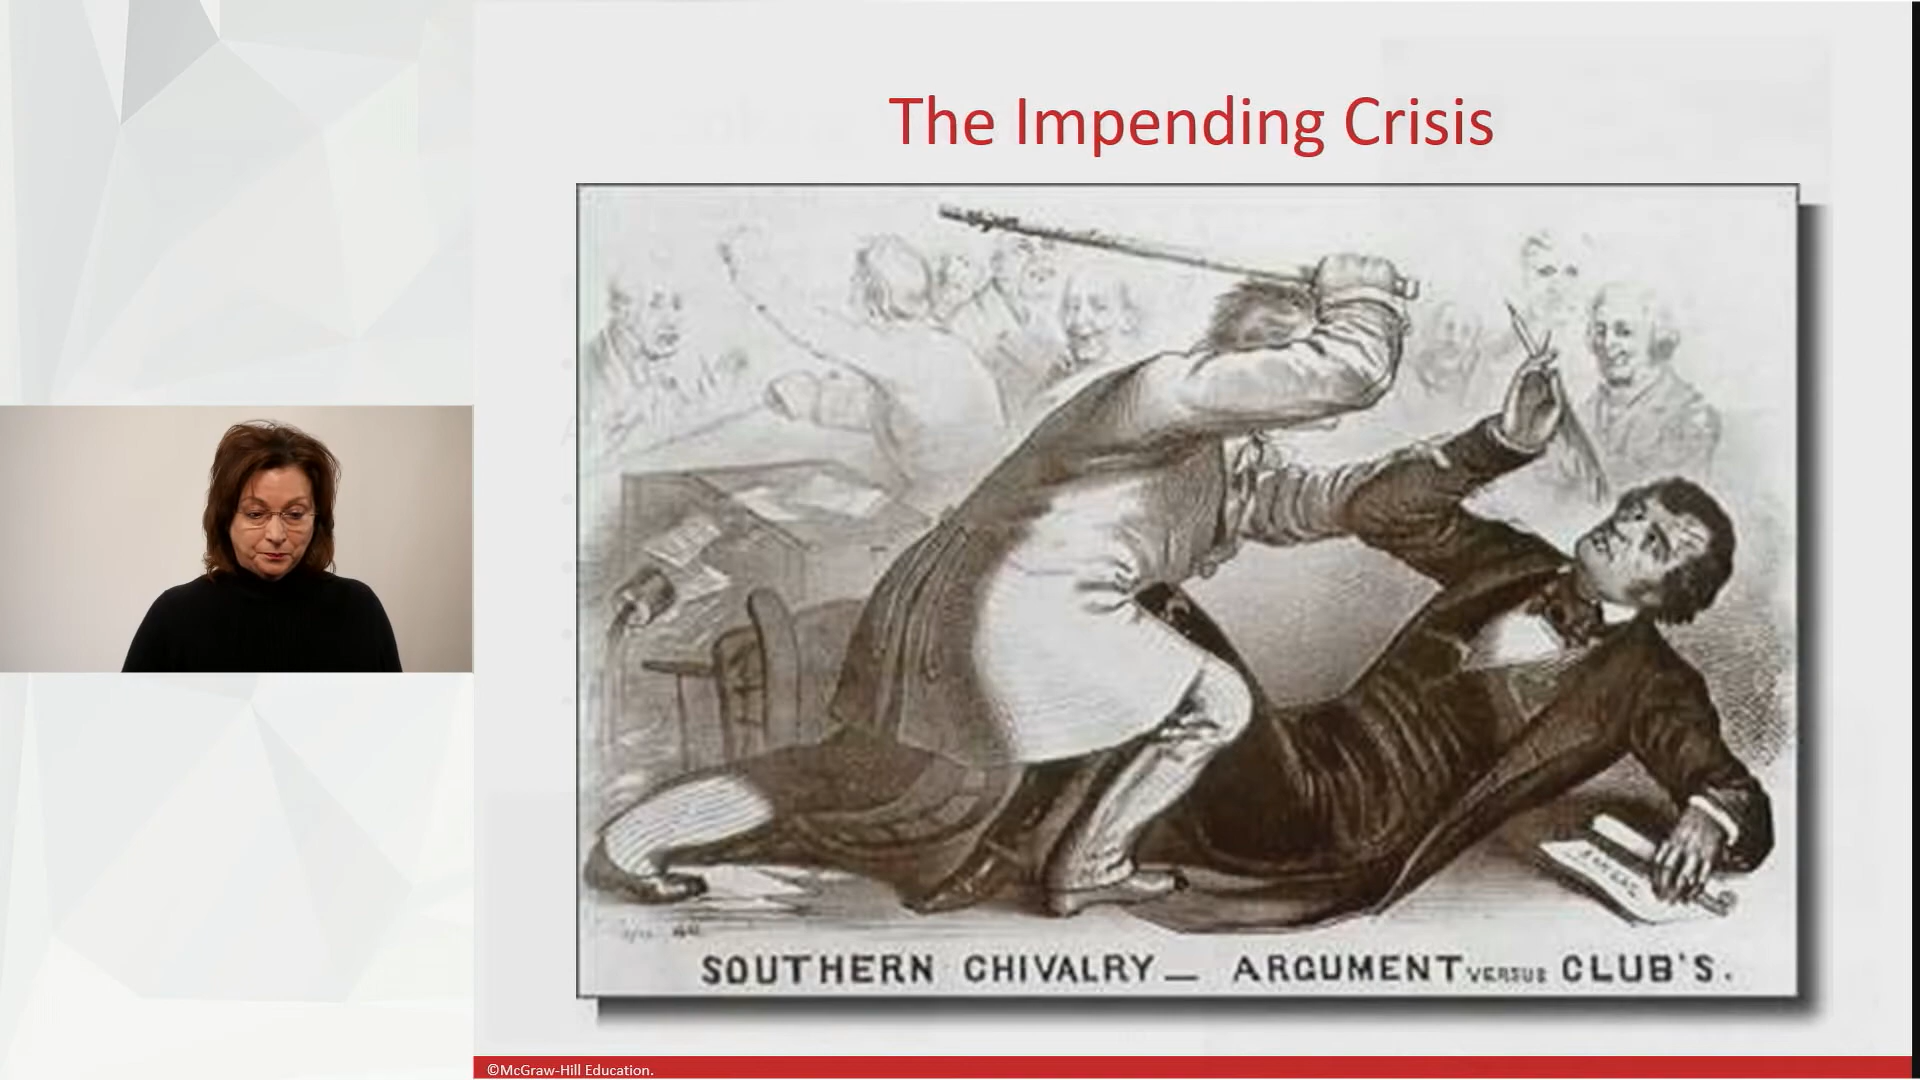 The Impending Crisis
SOUTHERN CHIVALRY — ARGUMENT VERSUS CLUB'S.
©McGraw-Hill Education.